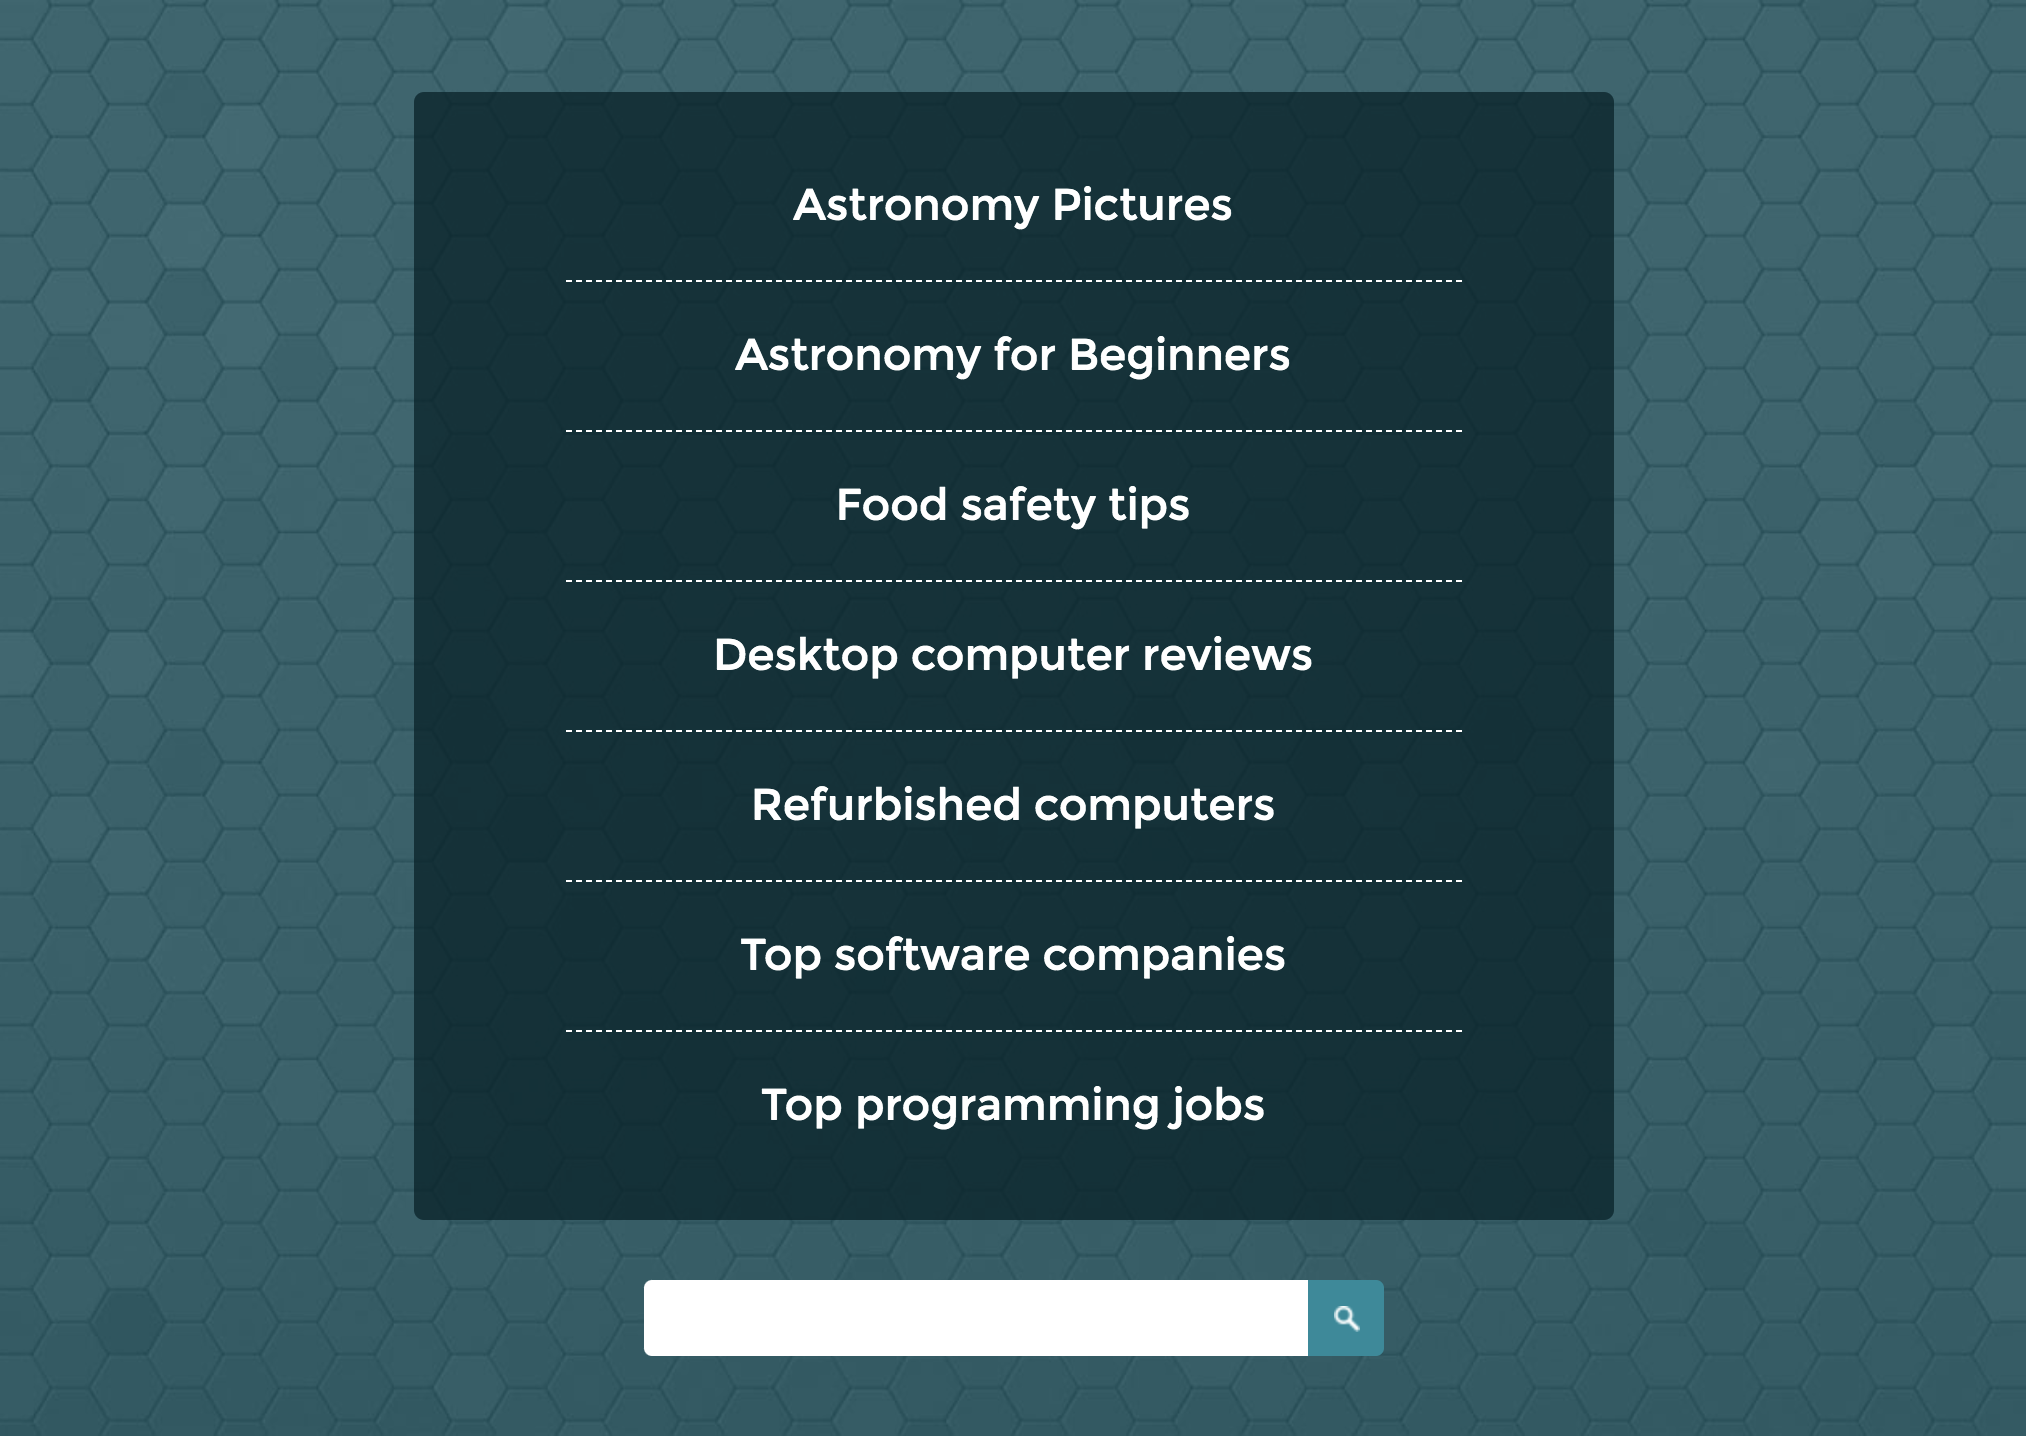 Astronomy Pictures
Astronomy for Beginners
Food safety tips
Desktop computer reviews
Refurbished computers
Top software companies
Top programming jobs